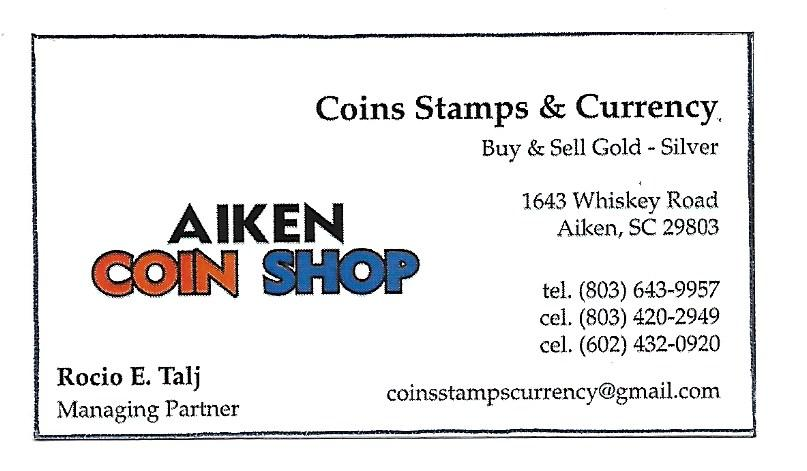 Coins Stamps & Currency
Buy & Sell Gold - Silver
1643 Whiskey Road
Aiken, SC 29803
AIKEN
COIN SHOP
tel. (803) 643-9957
cel. (803) 420-2949
cel. (602) 432-0920
Rocio E. Talj
Managing Partner
coinsstampscurrency@gmail.com